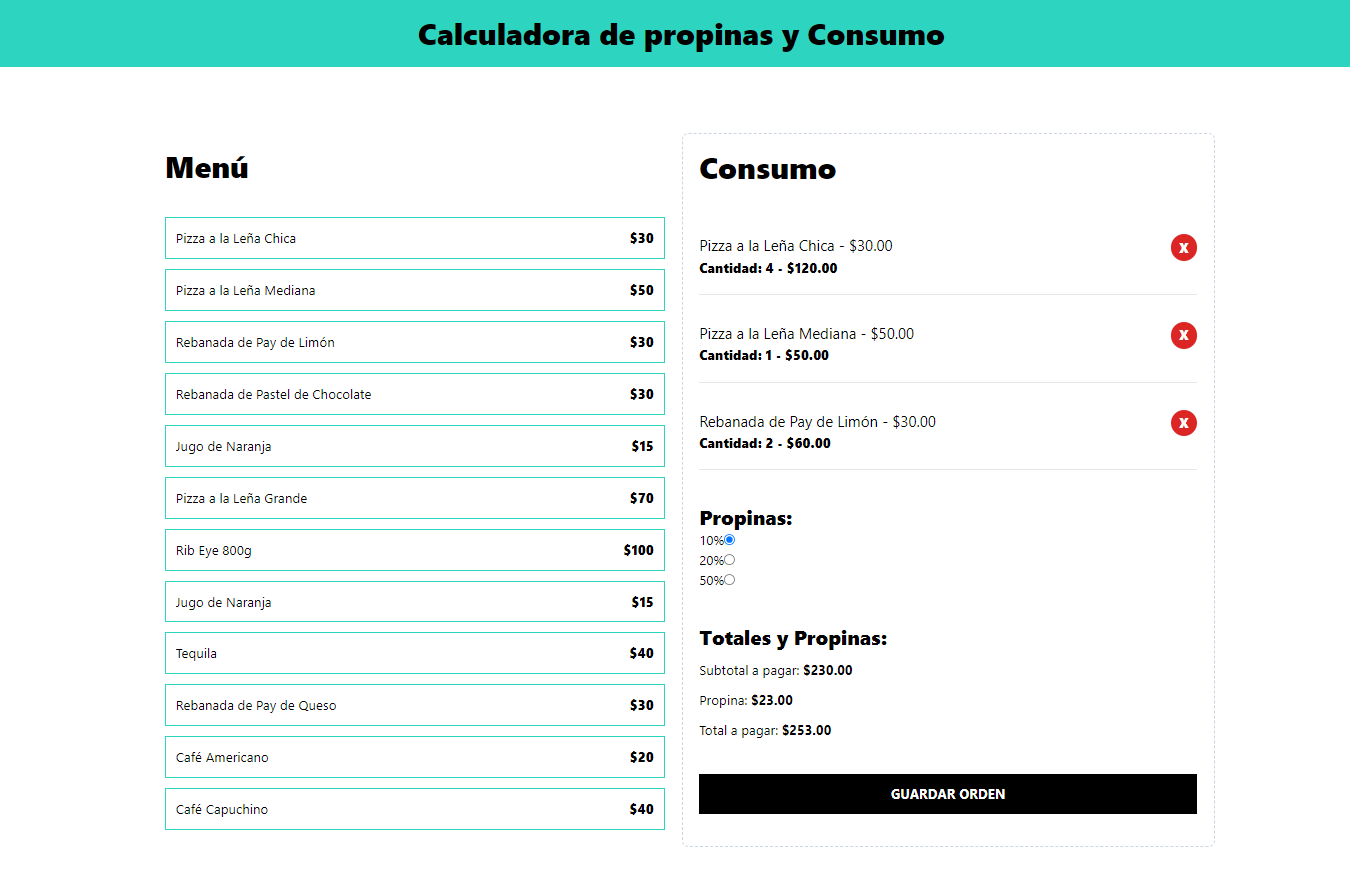 Calculadora de propinas y Consumo
Menú
Pizza a la Leña Chica $30
Pizza a la Leña Mediana $50
Rebanada de Pay de Limón $30
Rebanada de Pastel de Chocolate $30
Jugo de Naranja $15
Pizza a la Leña Grande $70
Rib Eye 800g $100
Jugo de Naranja $15
Tequila $40
Rebanada de Pay de Queso $30
Café Americano $20
Café Capuchino $40
Consumo
Pizza a la Leña Chica - $30.00
Cantidad: 4 - $120.00
X
Pizza a la Leña Mediana - $50.00
Cantidad: 1 - $50.00
X
Rebanada de Pay de Limón - $30.00
Cantidad: 2 - $60.00
X
Propinas:
10%
20%
50%
Totales y Propinas:
Subtotal a pagar: $230.00
Propina: $23.00
Total a pagar: $253.00
GUARDAR ORDEN